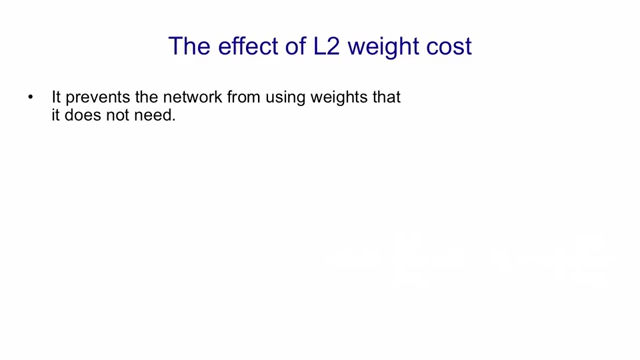 The effect of L2 weight cost
• It prevents the network from using weights that
it does not need.